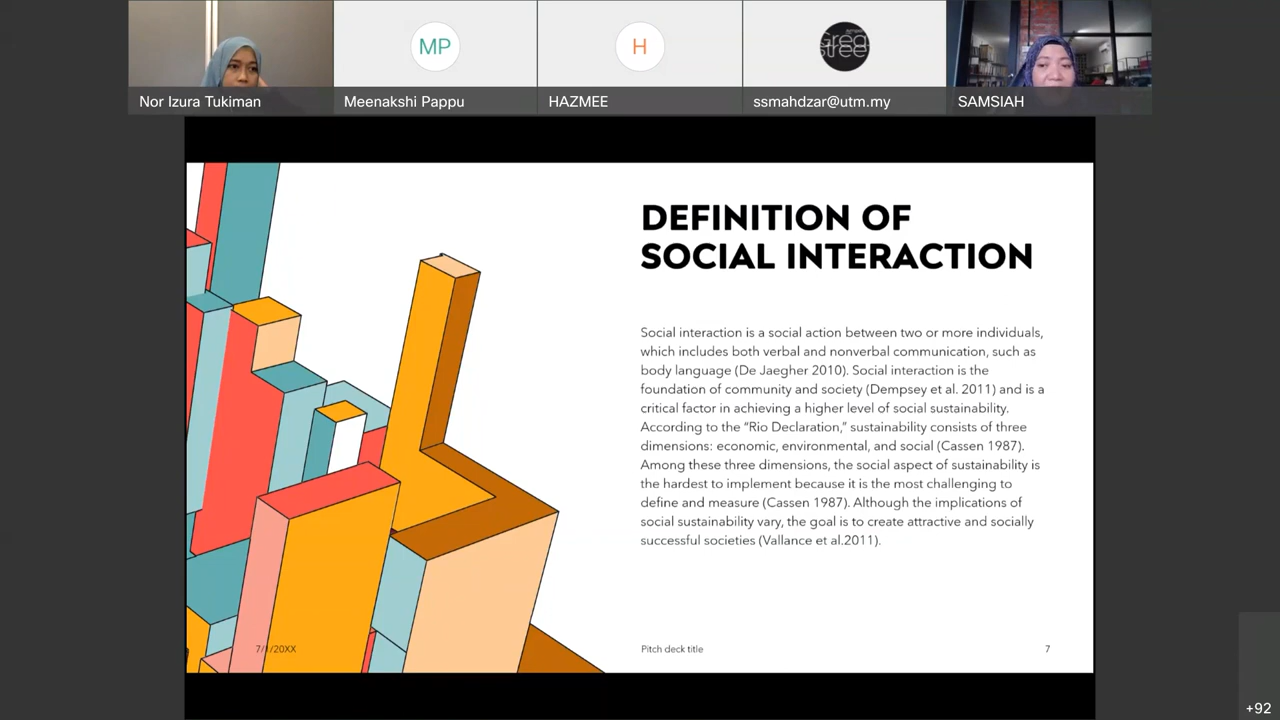 MP
H
Grea
Stree
Nor Izura Tukiman
Meenakshi Pappu
HAZMEE
ssmahdzar@utm.my
SAMSIAH
DEFINITION OF
SOCIAL INTERACTION
Social interaction is a social action between two or more individuals,
which includes both verbal and nonverbal communication, such as
body language (De Jaegher 2010). Social interaction is the
foundation of community and society (Dempsey et al. 2011) and is a
critical factor in achieving a higher level of social sustainability.
According to the “Rio Declaration,” sustainability consists of three
dimensions: economic, environmental, and social (Cassen 1987).
Among these three dimensions, the social aspect of sustainability is
the hardest to implement because it is the most challenging to
define and measure (Cassen 1987). Although the implications of
social sustainability vary, the goal is to create attractive and socially
successful societies (Vallance et al.2011).
7/1/20XX
Pitch deck title
7
+92